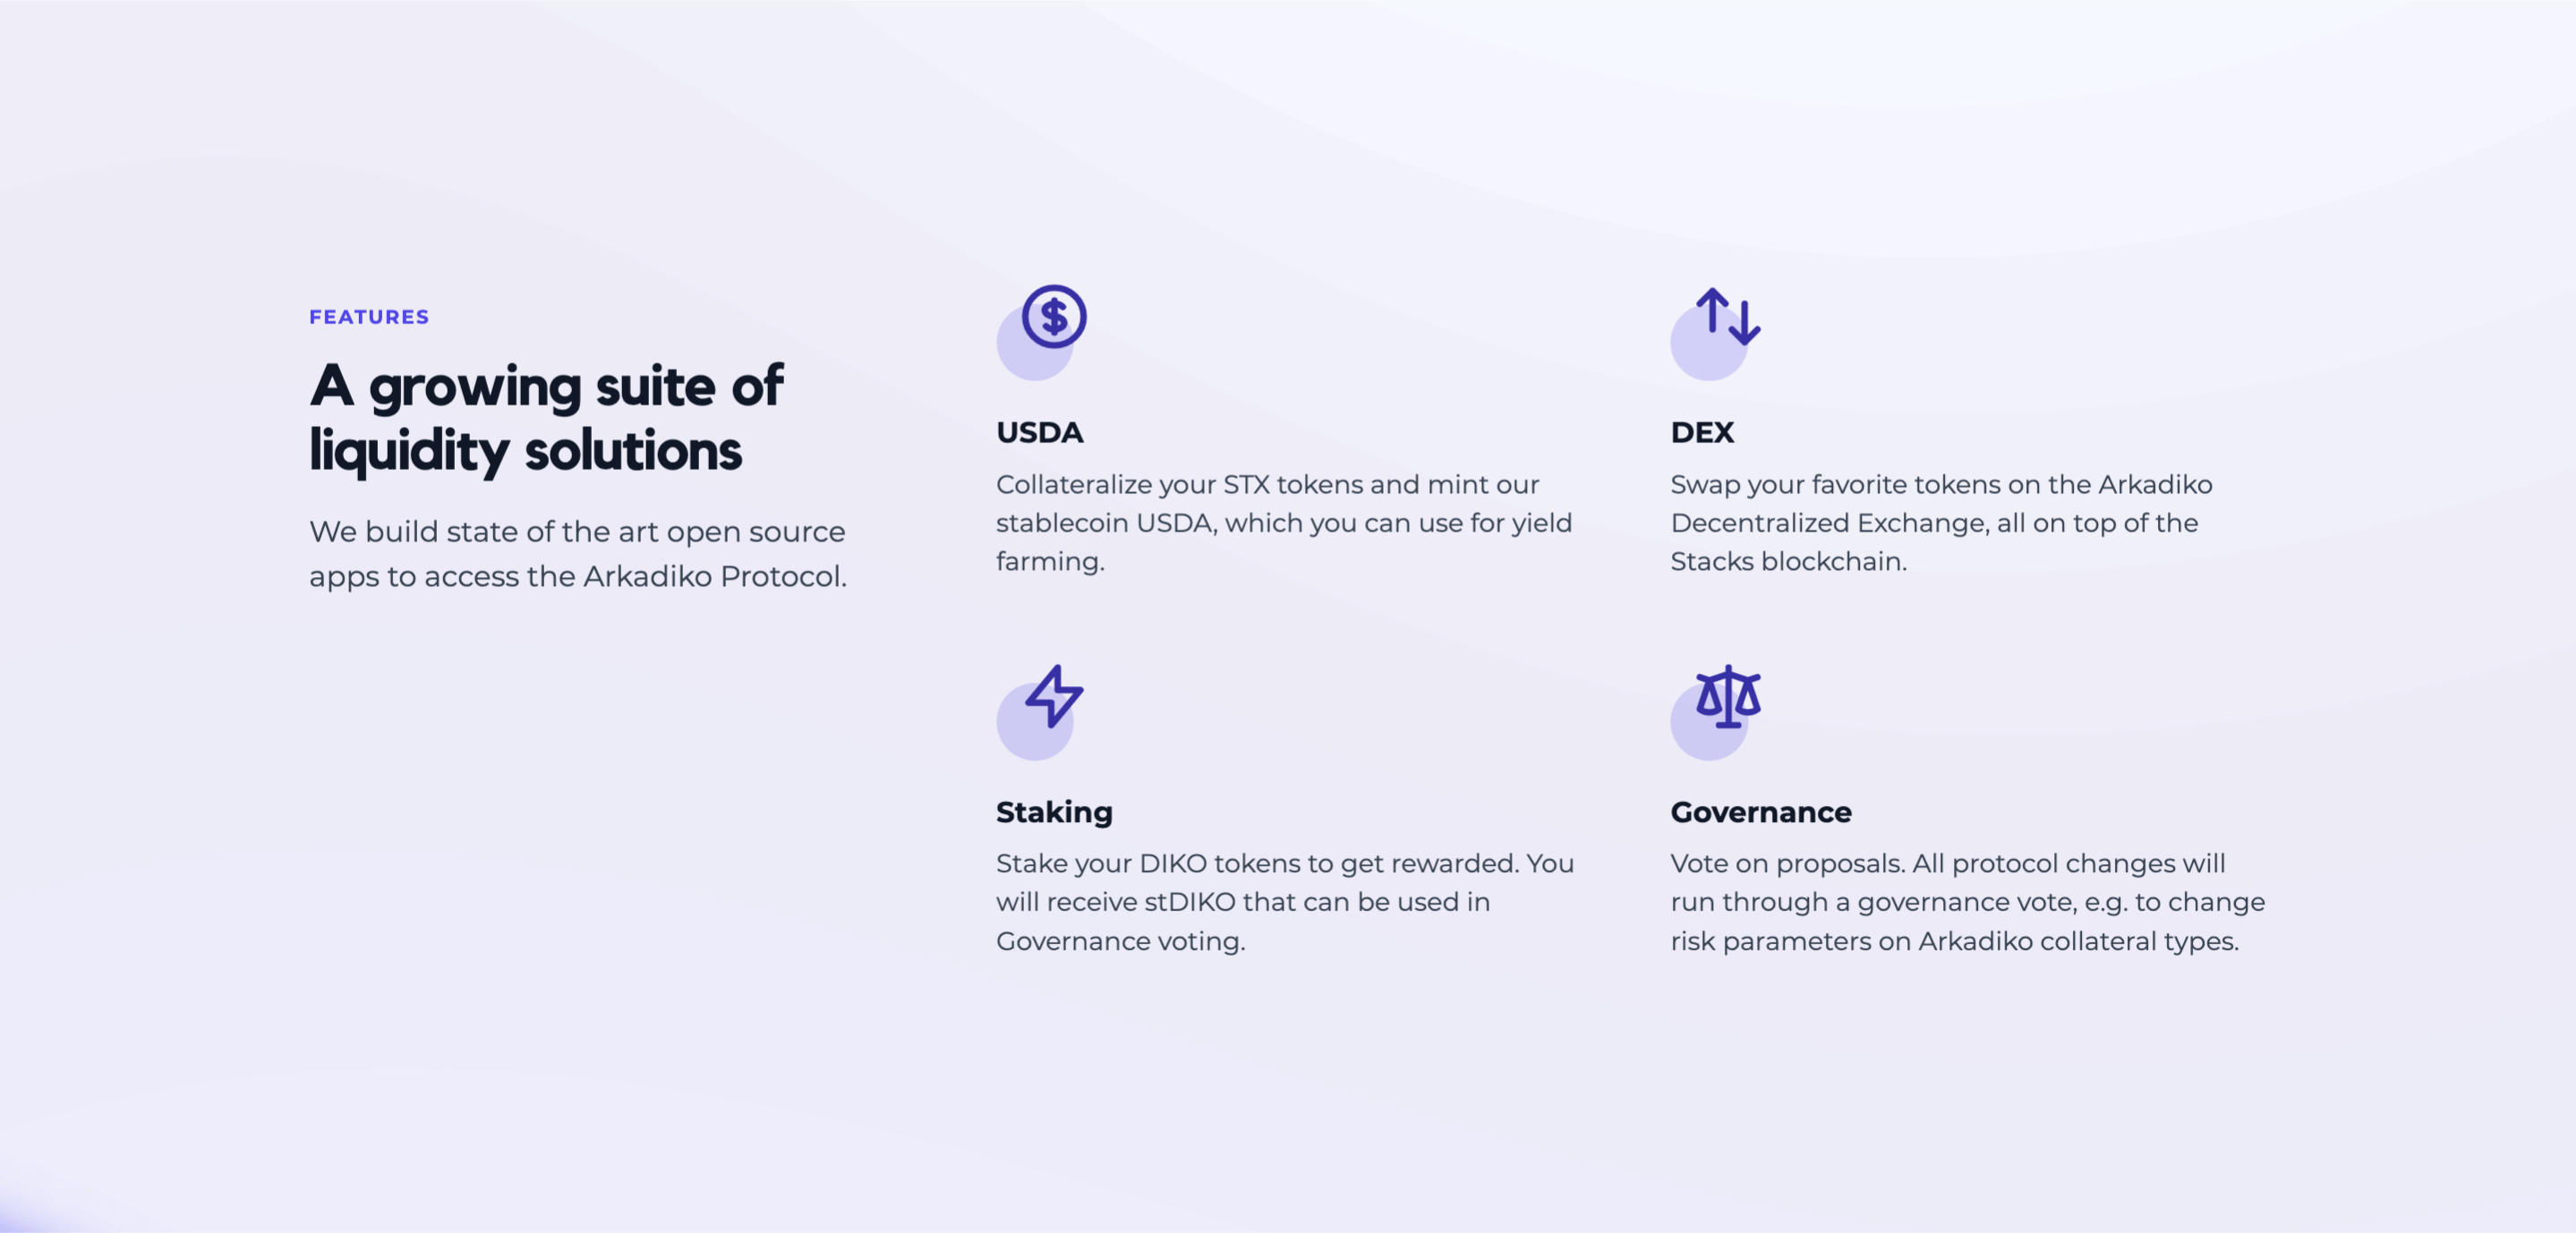 FEATURES
A growing suite of
liquidity solutions
We build state of the art open source
apps to access the Arkadiko Protocol.
USDA
Collateralize your STX tokens and mint our
stablecoin USDA, which you can use for yield
farming.
DEX
Swap your favorite tokens on the Arkadiko
Decentralized Exchange, all on top of the
Stacks blockchain.
Staking
Stake your DIKO tokens to get rewarded. You
will receive stDIKO that can be used in
Governance voting.
Governance
Vote on proposals. All protocol changes will
run through a governance vote, e.g. to change
risk parameters on Arkadiko collateral types.